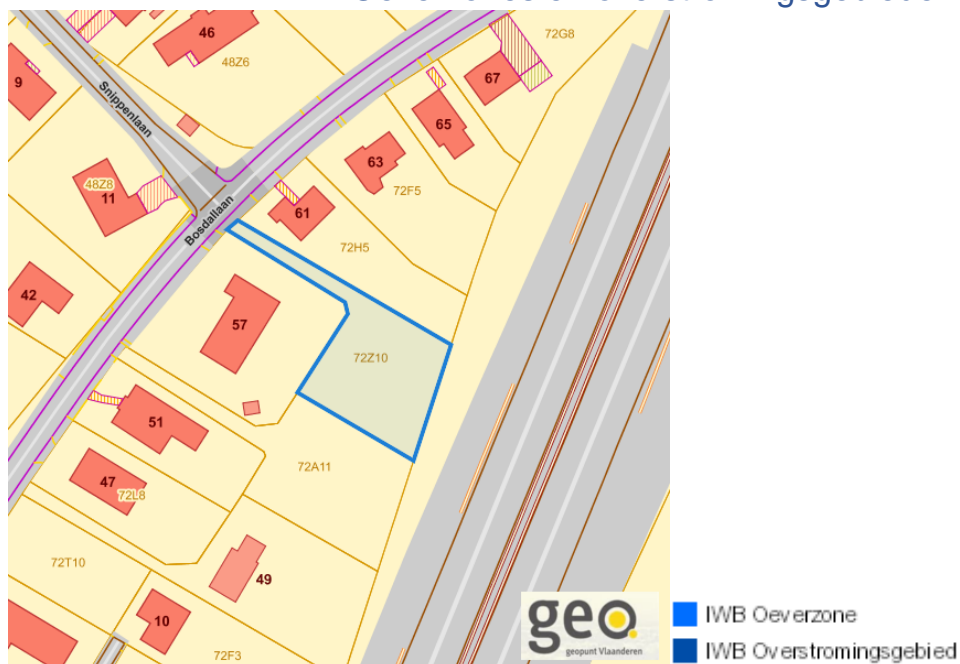 46
48Z6
72G8
9
67
Snippenlaan
65
63
48Z8
11
72F5
61
Bosdallaan
72H5
42
57
72Z10
51
72A11
47
72L8
72T10
49
10
72F3
geo.
geopunt Vlaanderen
IWB Oeverzone
IWB Overstromingsgebied